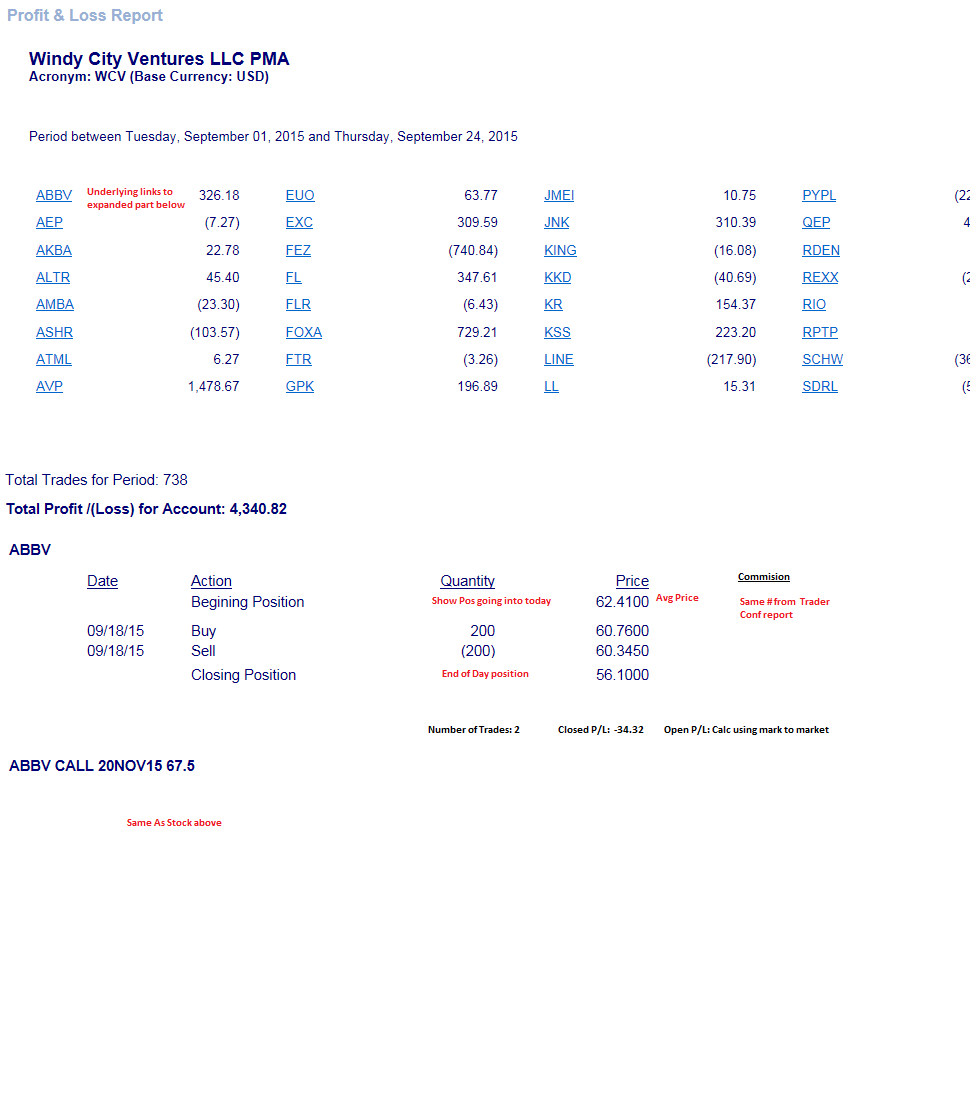 Profit & Loss Report
Windy City Ventures LLC PMA
Acronym: WCV (Base Currency: USD)
Period between Tuesday, September 01, 2015 and Thursday, September 24, 2015
ABBV Underlying links to expanded part below 326.18 EUO 63.77 JMEI 10.75 PYPL (22
AEP (7.27) EXC 309.59 JNK 310.39 QEP 4
AKBA 22.78 FEZ (740.84) KING (16.08) RDEN
ALTR 45.40 FL 347.61 KKD (40.69) REXX (2
AMBA (23.30) FLR (6.43) KR 154.37 RIO
ASHR (103.57) FOXA 729.21 KSS 223.20 RPTP
ATML 6.27 FTR (3.26) LINE (217.90) SCHW (36
AVP 1,478.67 GPK 196.89 LL 15.31 SDRL (5
Total Trades for Period: 738
Total Profit /(Loss) for Account: 4,340.82
ABBV
Date Action Quantity Price Commision
Begining Position Show Pos going into today 62.4100 Avg Price Same # from Trader
Conf report
09/18/15 Buy 200 60.7600
09/18/15 Sell (200) 60.3450
Closing Position End of Day position 56.1000
Number of Trades: 2 Closed P/L: -34.32 Open P/L: Calc using mark to market
ABBV CALL 20NOV15 67.5
Same As Stock above